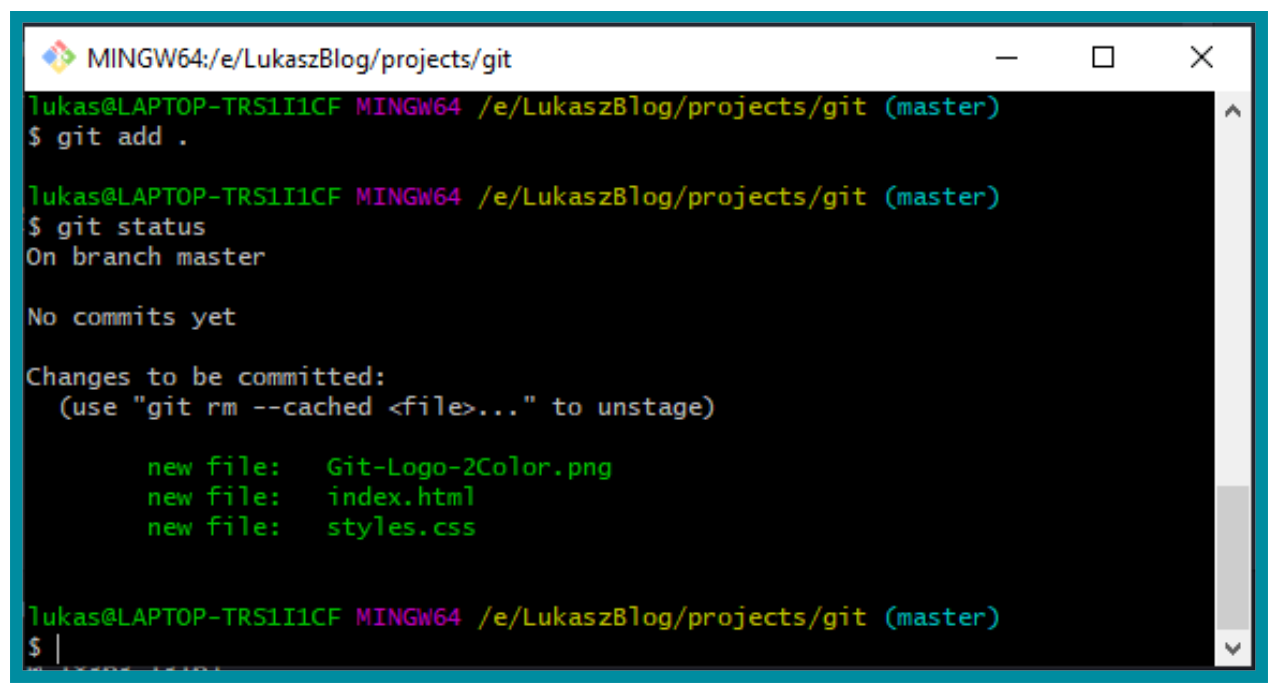 MINGW64:/e/LukaszBlog/projects/git
lukas@LAPTOP-TRS1I1CF MINGW64 /e/LukaszBlog/projects/git (master)
$ git add .
lukas@LAPTOP-TRS1I1CF MINGW64 /e/LukaszBlog/projects/git (master)
$ git status
On branch master
No commits yet
Changes to be committed:
  (use "git rm --cached <file>..." to unstage)
        new file:   Git-Logo-2Color.png
        new file:   index.html
        new file:   styles.css
lukas@LAPTOP-TRS1I1CF MINGW64 /e/LukaszBlog/projects/git (master)
$